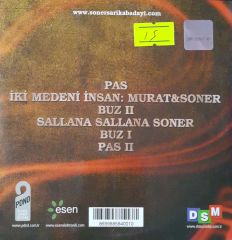 www.sonersarikabadayi.com
15
PAS
İKİ MEDENİ İNSAN: MURAT&SONER
BUZ II
SALLANA SALLANA SONER
BUZ I
PAS II
esen
DSM